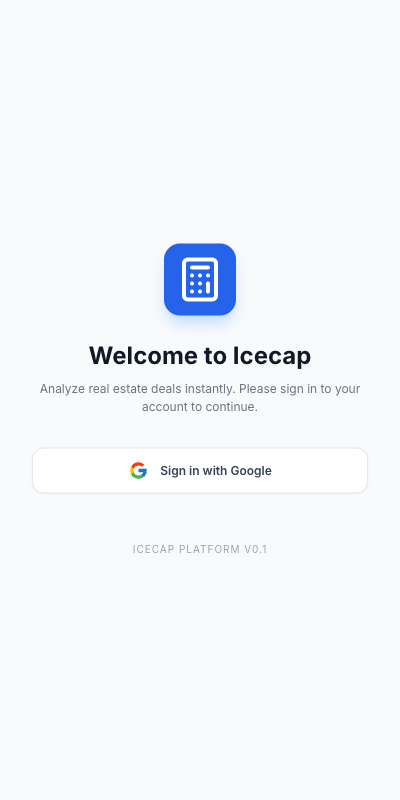 Welcome to Icecap
Analyze real estate deals instantly. Please sign in to your
account to continue.
Sign in with Google
ICECAP PLATFORM V0.1